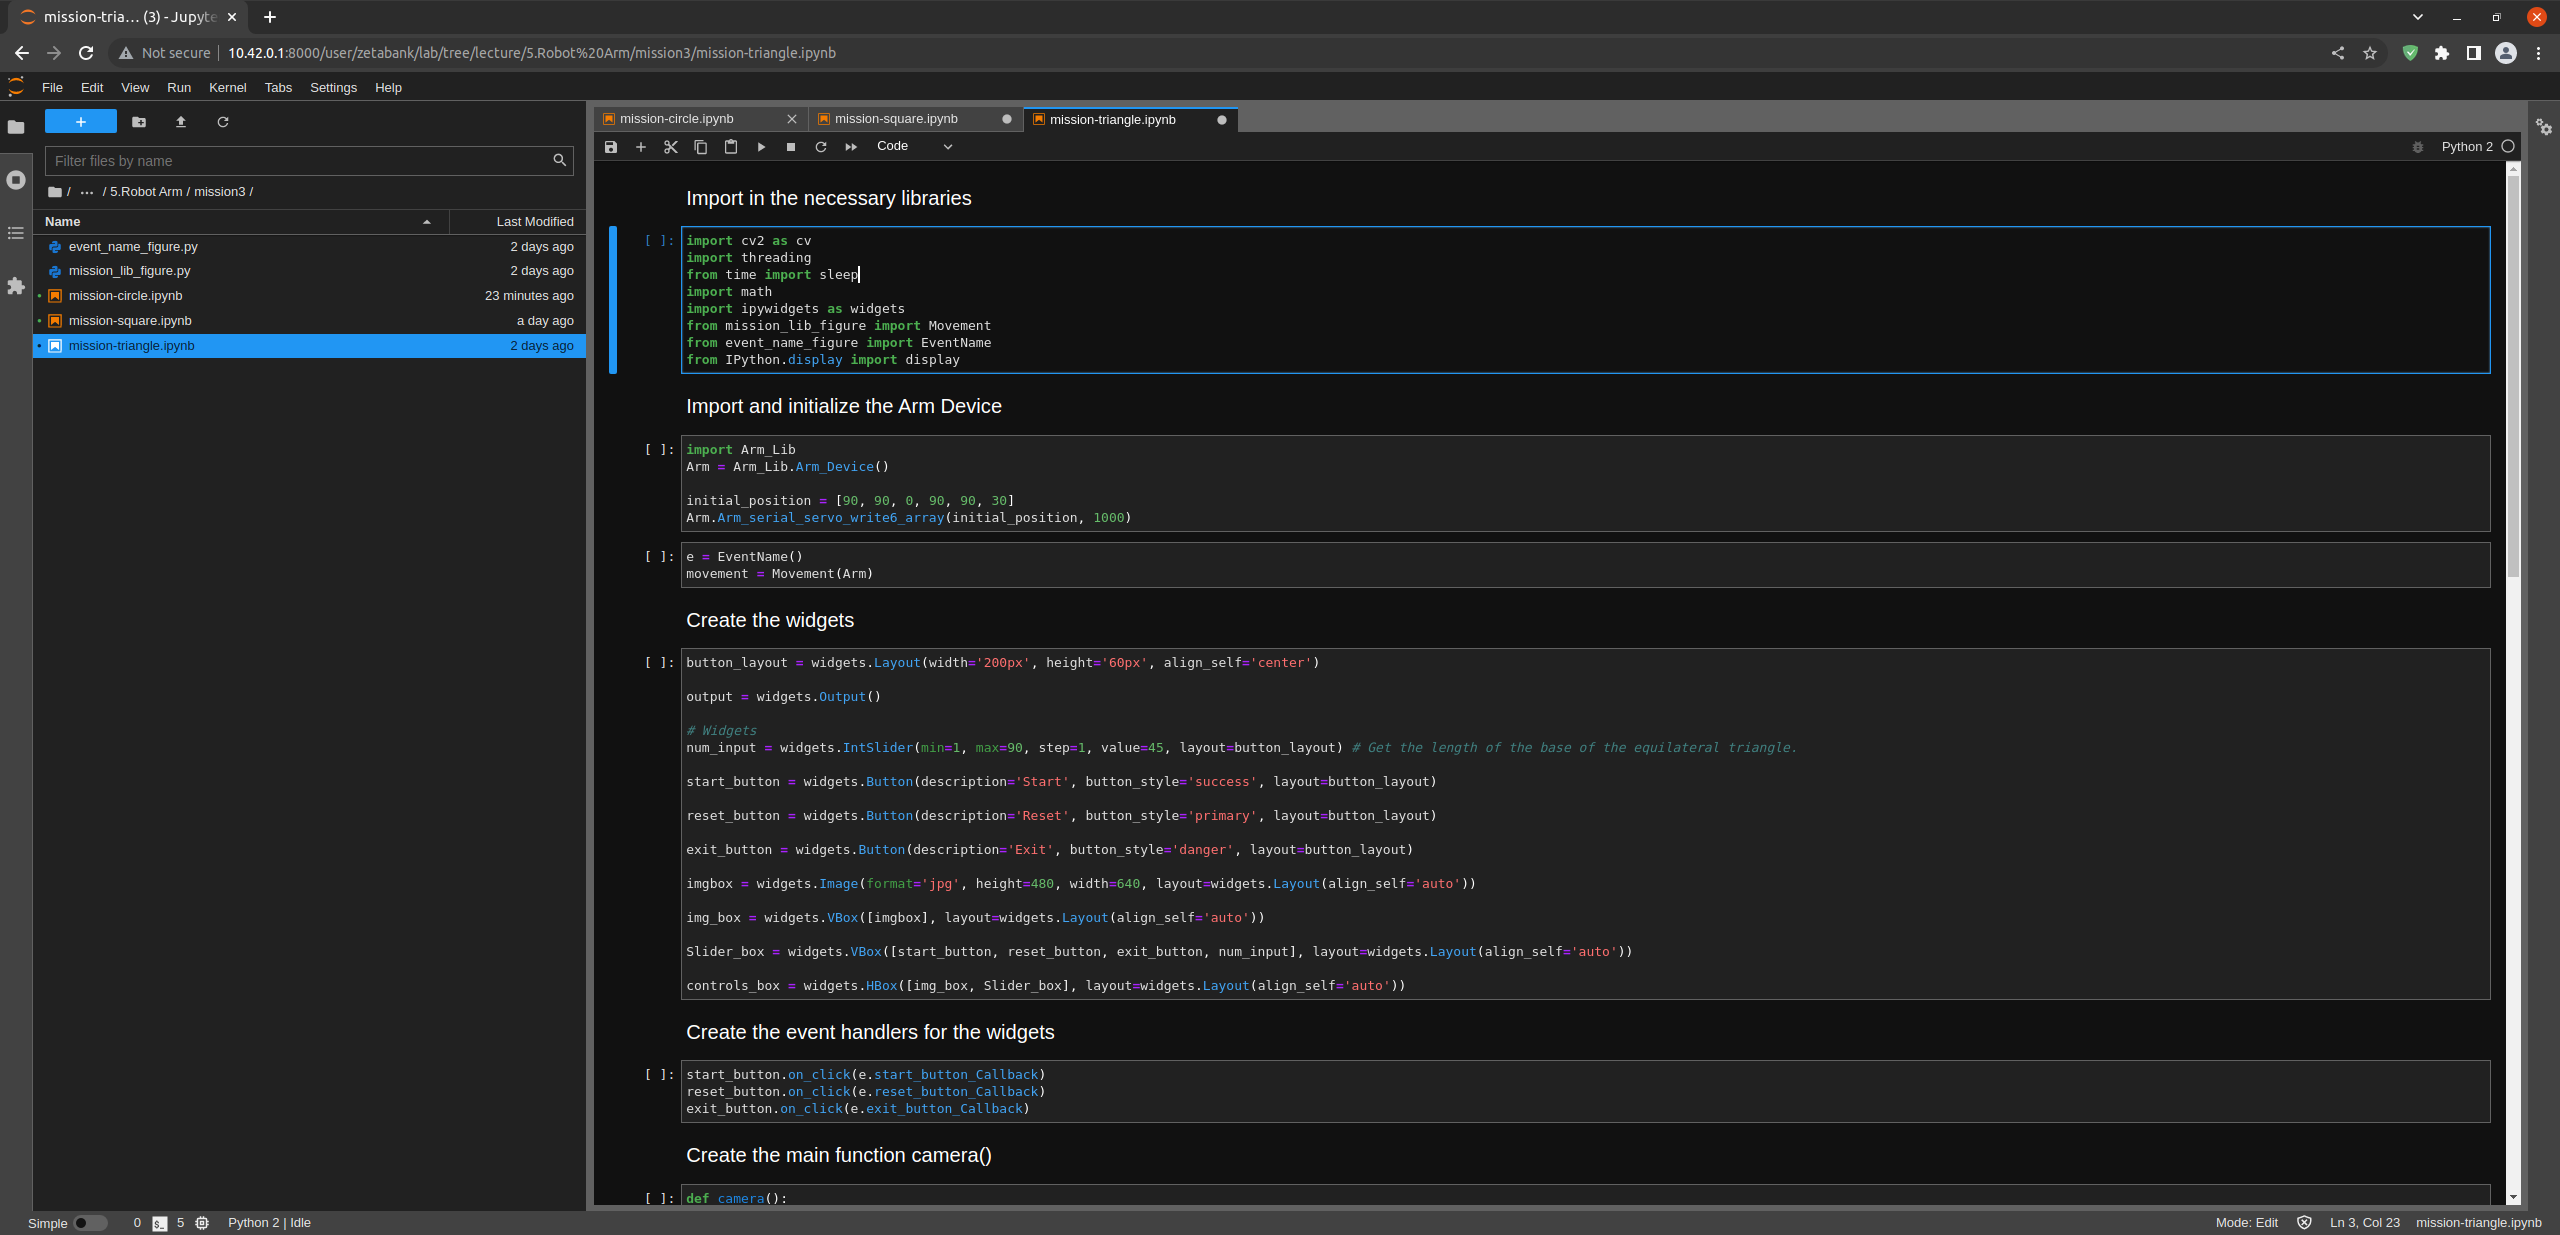 mission-tria... (3) - Jupyte
Not secure 10.42.0.1:8000/user/zetabank/lab/tree/lecture/5.Robot%20Arm/mission3/mission-triangle.ipynb
File Edit View Run Kernel Tabs Settings Help
Filter files by name
/ ... / 5.Robot Arm / mission3 /
Name Last Modified
event_name_figure.py 2 days ago
mission_lib_figure.py 2 days ago
mission-circle.ipynb 23 minutes ago
mission-square.ipynb a day ago
mission-triangle.ipynb 2 days ago
mission-circle.ipynb mission-square.ipynb mission-triangle.ipynb
Code Python 2
Import in the necessary libraries
[ ]: import cv2 as cv
import threading
from time import sleep
import math
import ipywidgets as widgets
from mission_lib_figure import Movement
from event_name_figure import EventName
from IPython.display import display
Import and initialize the Arm Device
[ ]: import Arm_Lib
Arm = Arm_Lib.Arm_Device()
initial_position = [90, 90, 0, 90, 90, 30]
Arm.Arm_serial_servo_write6_array(initial_position, 1000)
[ ]: e = EventName()
movement = Movement(Arm)
Create the widgets
[ ]: button_layout = widgets.Layout(width='200px', height='60px', align_self='center')
output = widgets.Output()
# Widgets
num_input = widgets.IntSlider(min=1, max=90, step=1, value=45, layout=button_layout) # Get the length of the base of the equilateral triangle.
start_button = widgets.Button(description='Start', button_style='success', layout=button_layout)
reset_button = widgets.Button(description='Reset', button_style='primary', layout=button_layout)
exit_button = widgets.Button(description='Exit', button_style='danger', layout=button_layout)
imgbox = widgets.Image(format='jpg', height=480, width=640, layout=widgets.Layout(align_self='auto'))
img_box = widgets.VBox([imgbox], layout=widgets.Layout(align_self='auto'))
Slider_box = widgets.VBox([start_button, reset_button, exit_button, num_input], layout=widgets.Layout(align_self='auto'))
controls_box = widgets.HBox([img_box, Slider_box], layout=widgets.Layout(align_self='auto'))
Create the event handlers for the widgets
[ ]: start_button.on_click(e.start_button_Callback)
reset_button.on_click(e.reset_button_Callback)
exit_button.on_click(e.exit_button_Callback)
Create the main function camera()
[ ]: def camera():
Simple 0 5 Python 2 | Idle Mode: Edit Ln 3, Col 23 mission-triangle.ipynb